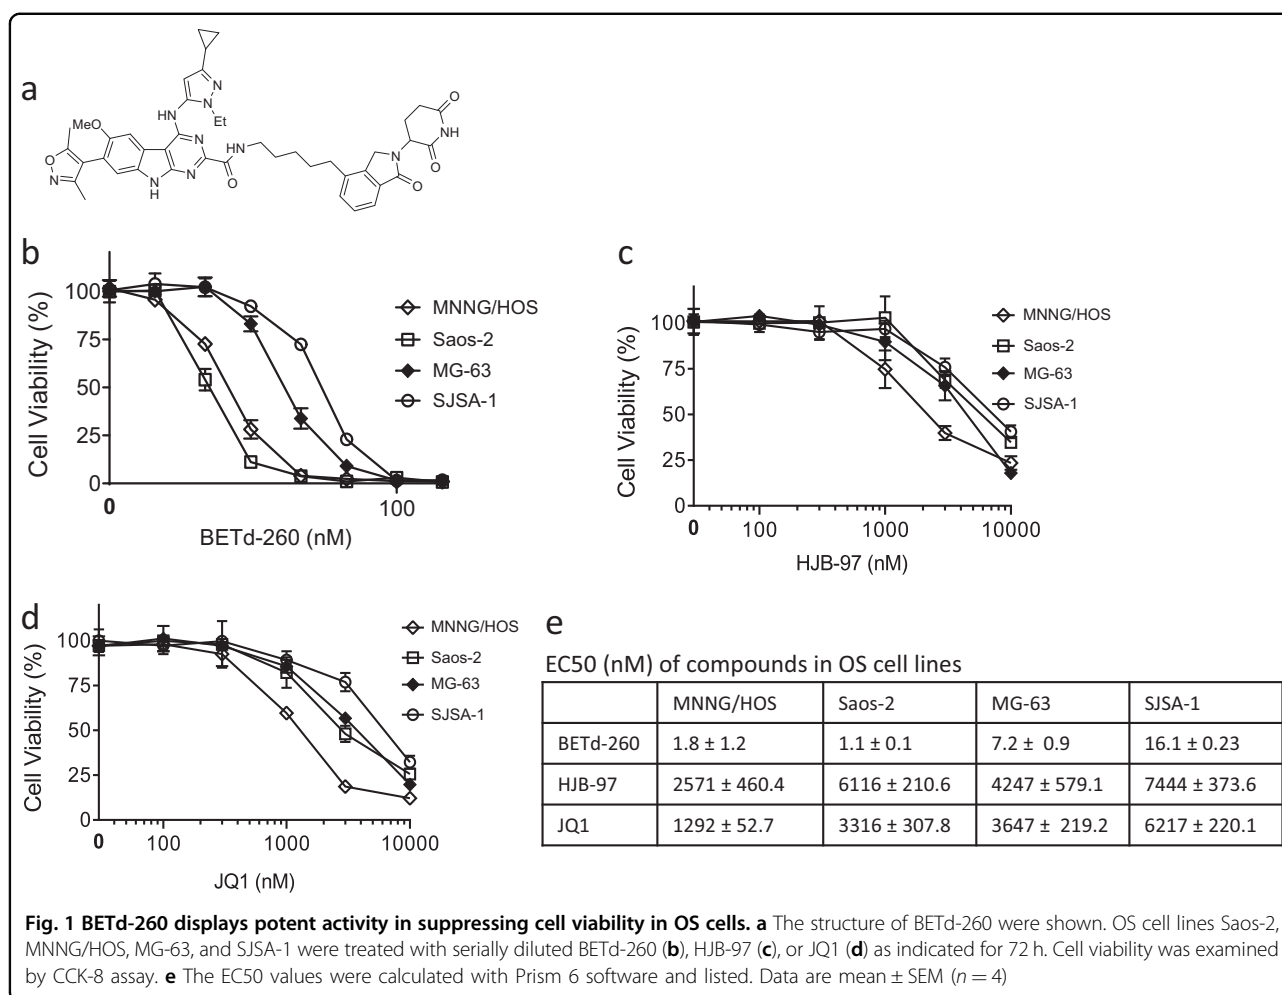 a
MeO
HN
N
N
Et
N
N
N
H
O
N
HN
O
N
O
NH
O
O
b
Cell Viability (%)
100
75
50
25
0
0
100
BETd-260 (nM)
MNNG/HOS
Saos-2
MG-63
SJSA-1
c
Cell Viability (%)
100
75
50
25
0
0
100
1000
10000
HJB-97 (nM)
MNNG/HOS
Saos-2
MG-63
SJSA-1
d
Cell Viability (%)
100
75
50
25
0
0
100
1000
10000
JQ1 (nM)
MNNG/HOS
Saos-2
MG-63
SJSA-1
e
EC50 (nM) of compounds in OS cell lines
MNNG/HOS Saos-2 MG-63 SJSA-1
BETd-260 1.8 ± 1.2 1.1 ± 0.1 7.2 ± 0.9 16.1 ± 0.23
HJB-97 2571 ± 460.4 6116 ± 210.6 4247 ± 579.1 7444 ± 373.6
JQ1 1292 ± 52.7 3316 ± 307.8 3647 ± 219.2 6217 ± 220.1
Fig. 1 BETd-260 displays potent activity in suppressing cell viability in OS cells. a The structure of BETd-260 were shown. OS cell lines Saos-2,
MNNG/HOS, MG-63, and SJSA-1 were treated with serially diluted BETd-260 (b), HJB-97 (c), or JQ1 (d) as indicated for 72 h. Cell viability was examined
by CCK-8 assay. e The EC50 values were calculated with Prism 6 software and listed. Data are mean ± SEM (n = 4)